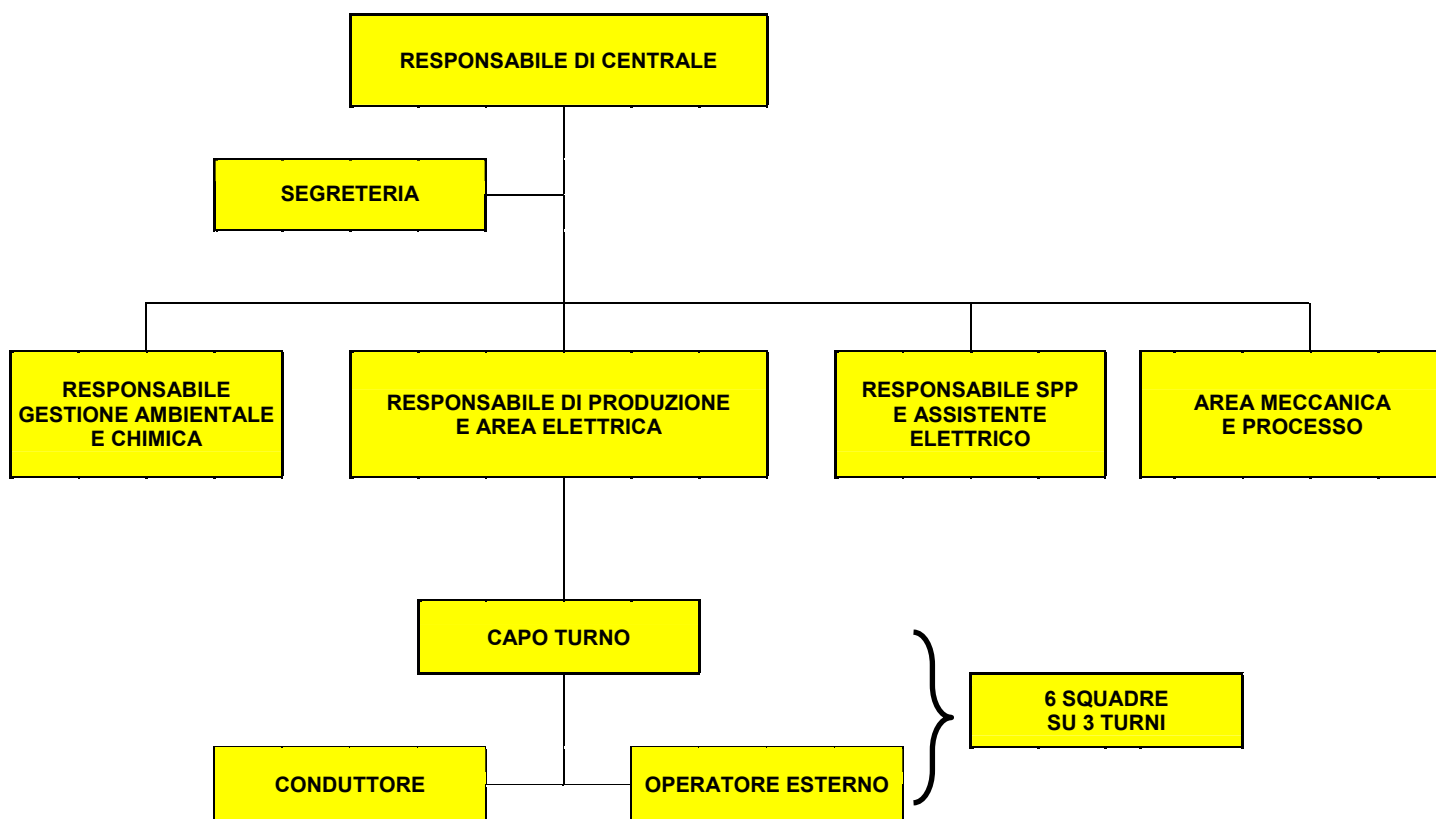 RESPONSABILE DI CENTRALE
SEGRETERIA
RESPONSABILE
GESTIONE AMBIENTALE
E CHIMICA
RESPONSABILE DI PRODUZIONE
E AREA ELETTRICA
RESPONSABILE SPP
E ASSISTENTE
ELETTRICO
AREA MECCANICA
E PROCESSO
CAPO TURNO
6 SQUADRE
SU 3 TURNI
CONDUTTORE
OPERATORE ESTERNO